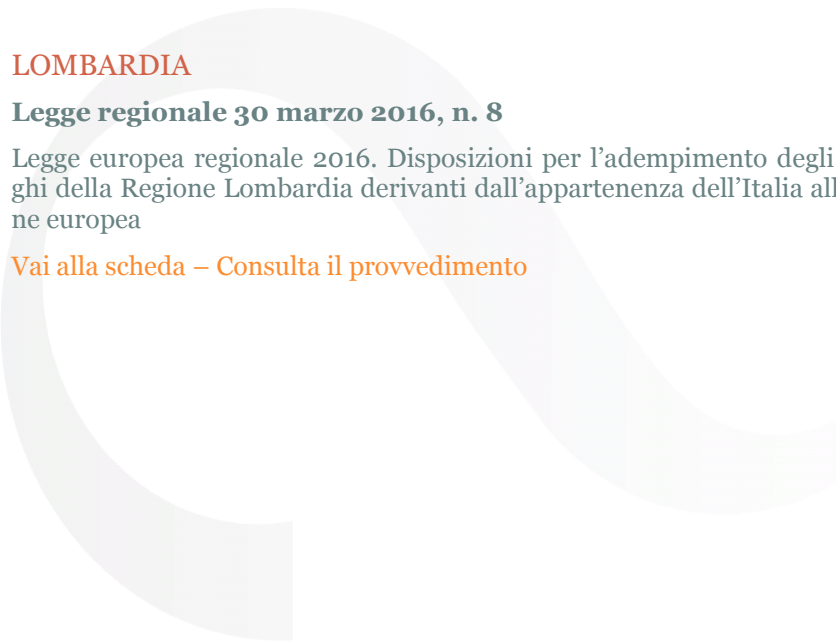 LOMBARDIA
Legge regionale 30 marzo 2016, n. 8
Legge europea regionale 2016. Disposizioni per l’adempimento degli
ghi della Regione Lombardia derivanti dall’appartenenza dell’Italia all
ne europea
Vai alla scheda – Consulta il provvedimento